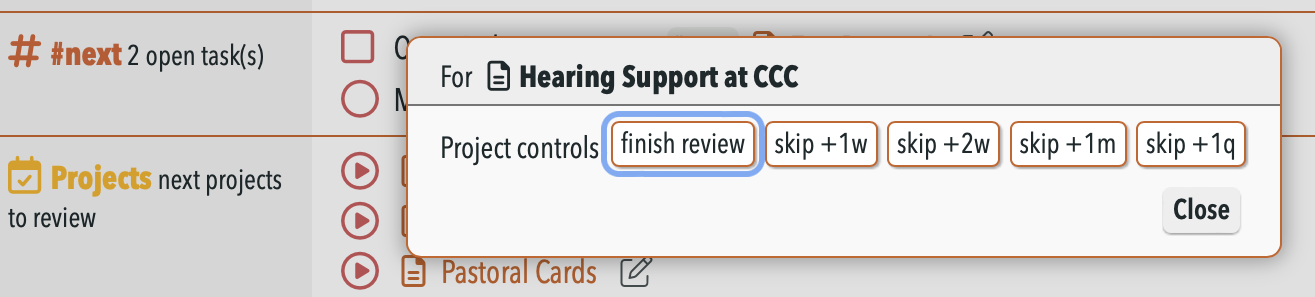 #next 2 open task(s)
For Hearing Support at CCC
Project controls finish review skip +1w skip +2w skip +1m skip +1q
Projects next projects
to review
Close
Pastoral Cards